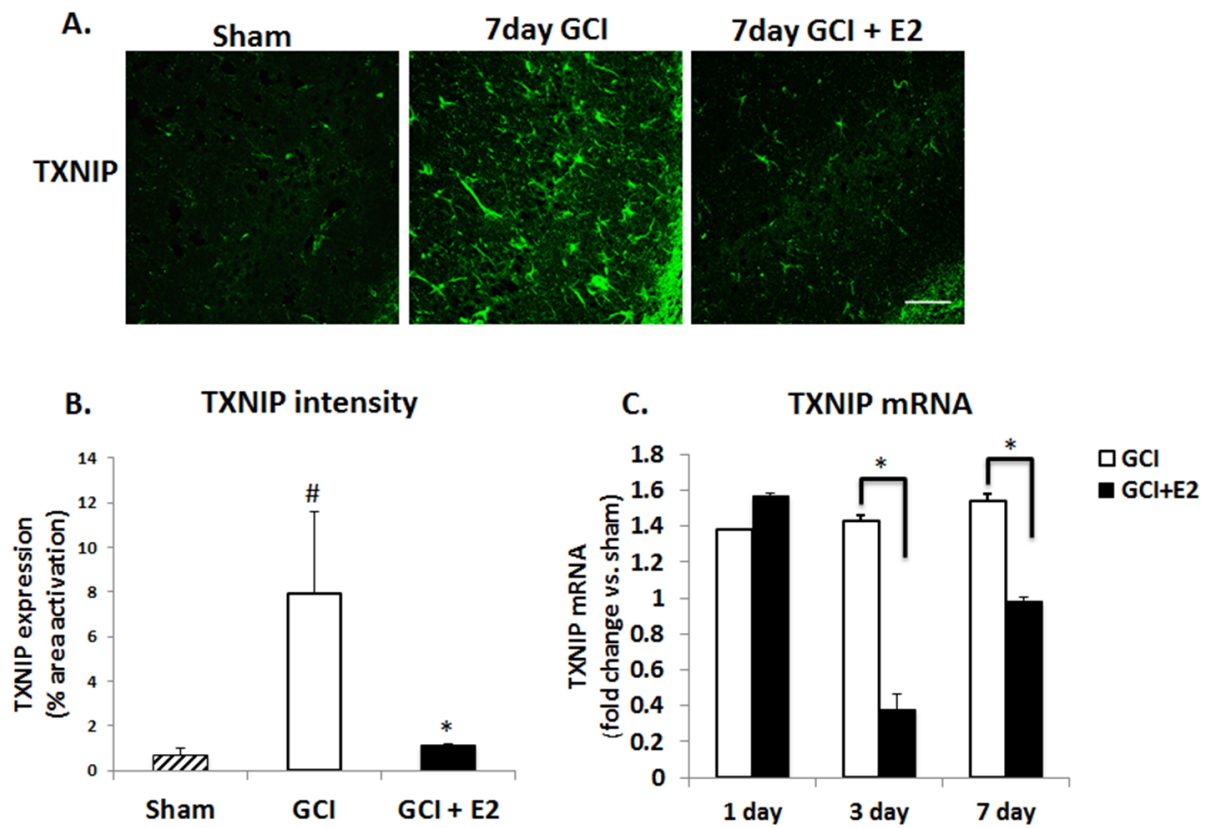 A.
Sham
7day GCI
7day GCI + E2
TXNIP
B.
TXNIP intensity
TXNIP expression
(% area activation)
14
12
10
8
6
4
2
0
#
*
Sham
GCI
GCI + E2
C.
TXNIP mRNA
TXNIP mRNA
(fold change vs. sham)
1.8
1.6
1.4
1.2
1
0.8
0.6
0.4
0.2
0
*
*
GCI
GCI+E2
1 day
3 day
7 day